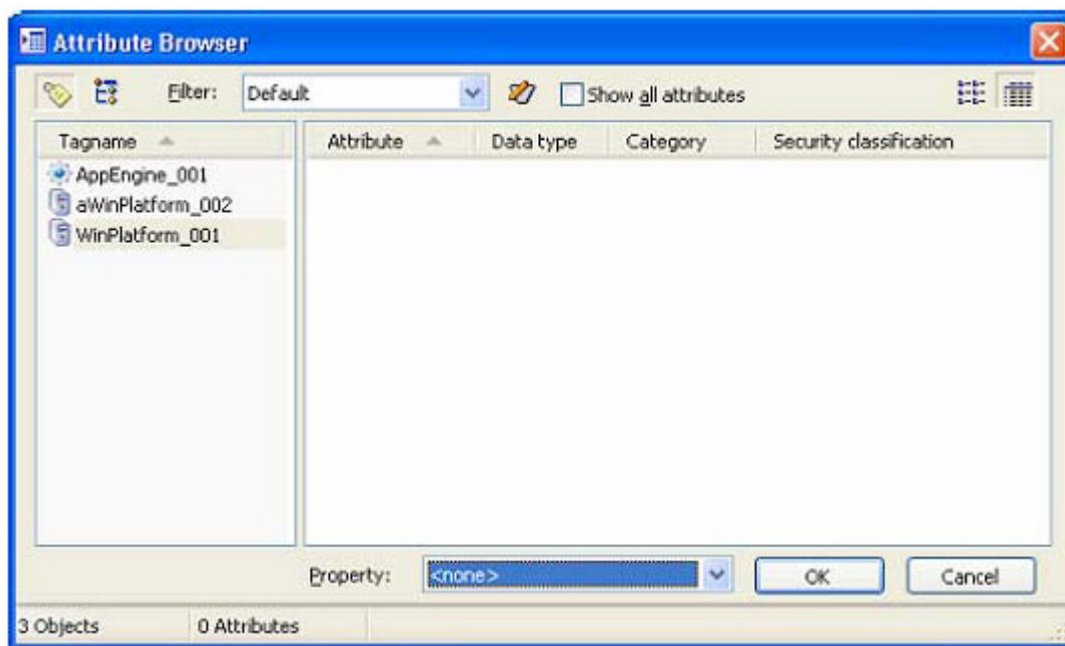 Attribute Browser
Filter: Default Show all attributes
Tagname Attribute Data type Category Security classification
AppEngine_001
aWinPlatform_002
WinPlatform_001
Property: <none> OK Cancel
3 Objects 0 Attributes